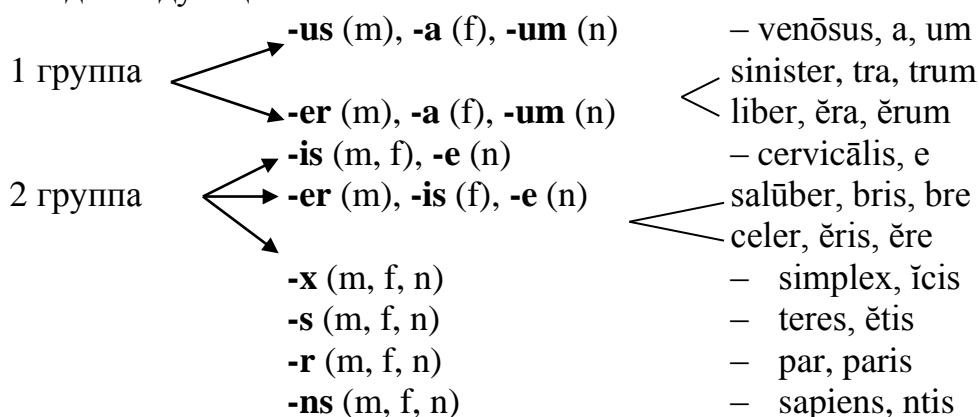 -us (m), -a (f), -um (n) – venōsus, a, um
1 группа sinister, tra, trum
-er (m), -a (f), -um (n) liber, ĕra, ĕrum
-is (m, f), -e (n) – cervicālis, e
2 группа -er (m), -is (f), -e (n) salūber, bris, bre
celer, ĕris, ĕre
-x (m, f, n) – simplex, ĭcis
-s (m, f, n) – teres, ĕtis
-r (m, f, n) – par, paris
-ns (m, f, n) – sapiens, ntis